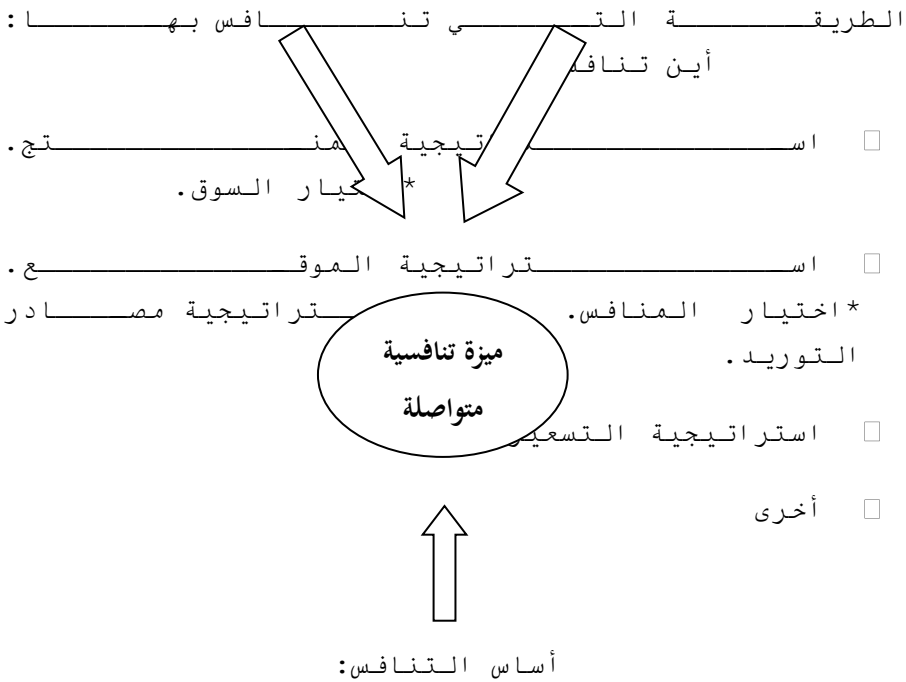 الطريقة التي تنافس بها:
أين تنافس
استراتيجية المنتج.
*اختيار السوق.
استراتيجية الموقع.
*اختيار المنافس. ستراتيجية مصادر
التوريد.
ميزة تنافسية
متواصلة
استراتيجية التسعير
أخرى
أساس التنافس: